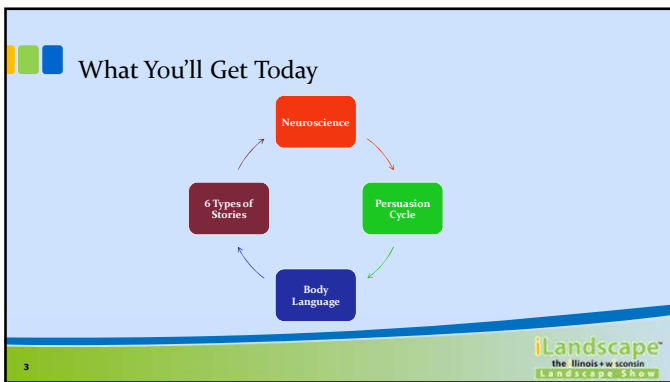 What You'll Get Today
Neuroscience
Persuasion
Cycle
Body
Language
6 Types of
Stories
3
iLandscape
the illinois + wisconsin
Landscape Show